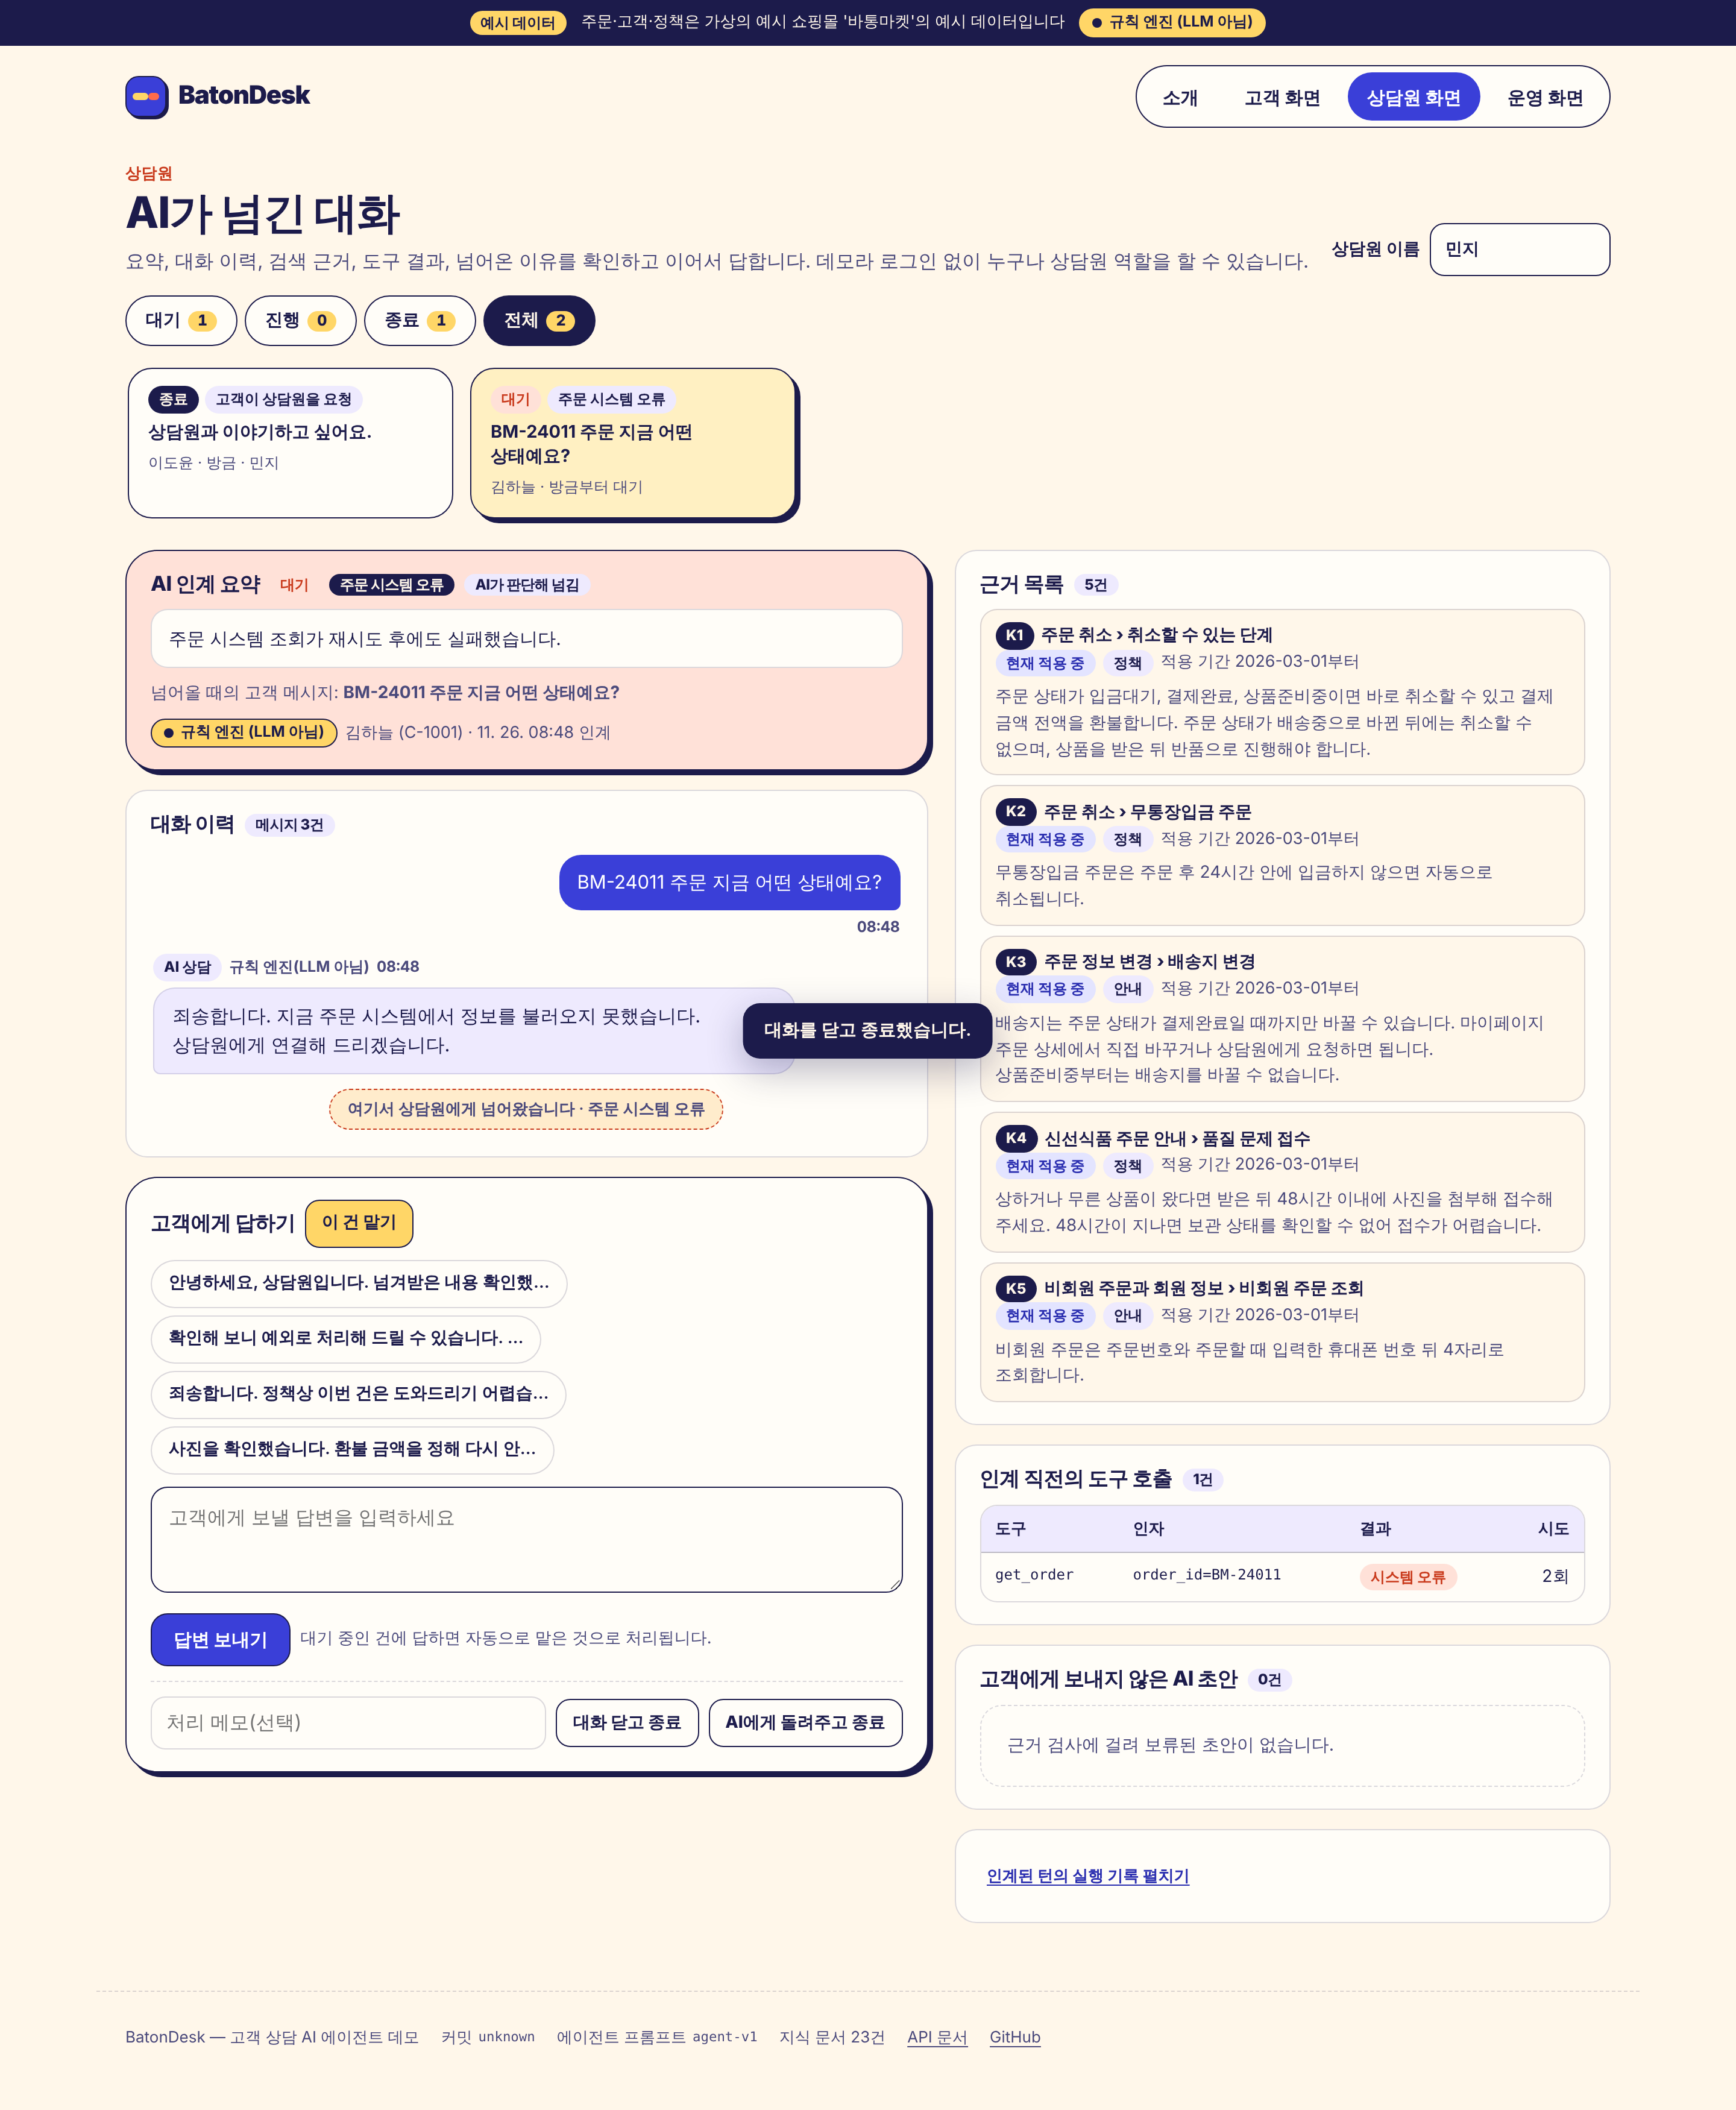 예시 데이터 주문·고객·정책은 가상의 예시 쇼핑몰 '바통마켓'의 예시 데이터입니다 규칙 엔진 (LLM 아님)
BatonDesk
소개 고객 화면 상담원 화면 운영 화면
상담원
AI가 넘긴 대화
요약, 대화 이력, 검색 근거, 도구 결과, 넘어온 이유를 확인하고 이어서 답합니다. 데모라 로그인 없이 누구나 상담원 역할을 할 수 있습니다.
상담원 이름 민지
대기 1 진행 0 종료 1 전체 2
종료 고객이 상담원을 요청
상담원과 이야기하고 싶어요.
이도윤 · 방금 · 민지
대기 주문 시스템 오류
BM-24011 주문 지금 어떤
상태예요?
김하늘 · 방금부터 대기
AI 인계 요약 대기 주문 시스템 오류 AI가 판단해 넘김
주문 시스템 조회가 재시도 후에도 실패했습니다.
넘어올 때의 고객 메시지: BM-24011 주문 지금 어떤 상태예요?
규칙 엔진 (LLM 아님) 김하늘 (C-1001) · 11. 26. 08:48 인계
대화 이력 메시지 3건
BM-24011 주문 지금 어떤 상태예요?
08:48
AI 상담 규칙 엔진(LLM 아님) 08:48
죄송합니다. 지금 주문 시스템에서 정보를 불러오지 못했습니다.
상담원에게 연결해 드리겠습니다.
여기서 상담원에게 넘어왔습니다 · 주문 시스템 오류
대화를 닫고 종료했습니다.
고객에게 답하기 이 건 맡기
안녕하세요, 상담원입니다. 넘겨받은 내용 확인했...
확인해 보니 예외로 처리해 드릴 수 있습니다. ...
죄송합니다. 정책상 이번 건은 도와드리기 어렵습...
사진을 확인했습니다. 환불 금액을 정해 다시 안...
고객에게 보낼 답변을 입력하세요
답변 보내기 대기 중인 건에 답하면 자동으로 맡은 것으로 처리됩니다.
처리 메모(선택) 대화 닫고 종료 AI에게 돌려주고 종료
근거 목록 5건
K1 주문 취소 › 취소할 수 있는 단계
현재 적용 중 정책 적용 기간 2026-03-01부터
주문 상태가 입금대기, 결제완료, 상품준비중이면 바로 취소할 수 있고 결제
금액 전액을 환불합니다. 주문 상태가 배송중으로 바뀐 뒤에는 취소할 수
없으며, 상품을 받은 뒤 반품으로 진행해야 합니다.
K2 주문 취소 › 무통장입금 주문
현재 적용 중 정책 적용 기간 2026-03-01부터
무통장입금 주문은 주문 후 24시간 안에 입금하지 않으면 자동으로
취소됩니다.
K3 주문 정보 변경 › 배송지 변경
현재 적용 중 안내 적용 기간 2026-03-01부터
배송지는 주문 상태가 결제완료일 때까지만 바꿀 수 있습니다. 마이페이지
주문 상세에서 직접 바꾸거나 상담원에게 요청하면 됩니다.
상품준비중부터는 배송지를 바꿀 수 없습니다.
K4 신선식품 주문 안내 › 품질 문제 접수
현재 적용 중 정책 적용 기간 2026-03-01부터
상하거나 무른 상품이 왔다면 받은 뒤 48시간 이내에 사진을 첨부해 접수해
주세요. 48시간이 지나면 보관 상태를 확인할 수 없어 접수가 어렵습니다.
K5 비회원 주문과 회원 정보 › 비회원 주문 조회
현재 적용 중 안내 적용 기간 2026-03-01부터
비회원 주문은 주문번호와 주문할 때 입력한 휴대폰 번호 뒤 4자리로
조회합니다.
인계 직전의 도구 호출 1건
도구 인자 결과 시도
get_order order_id=BM-24011 시스템 오류 2회
고객에게 보내지 않은 AI 초안 0건
근거 검사에 걸려 보류된 초안이 없습니다.
인계된 턴의 실행 기록 펼치기
BatonDesk — 고객 상담 AI 에이전트 데모 커밋 unknown 에이전트 프롬프트 agent-v1 지식 문서 23건 API 문서 GitHub